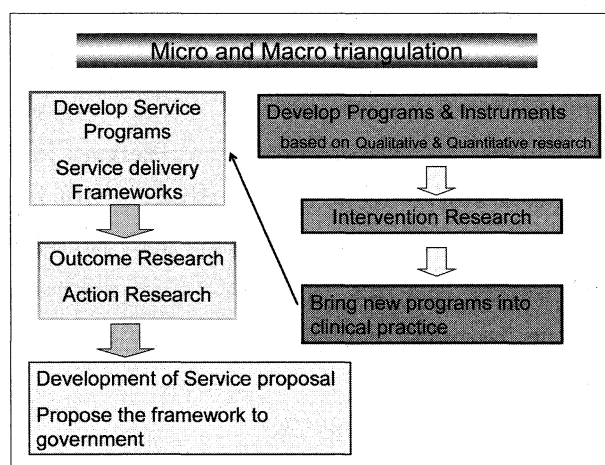 Micro and Macro triangulation
Develop Service
Programs
Service delivery
Frameworks
Outcome Research
Action Research
Development of Service proposal
Propose the framework to
government
Develop Programs & Instruments
based on Qualitative & Quantitative research
Intervention Research
Bring new programs into
clinical practice